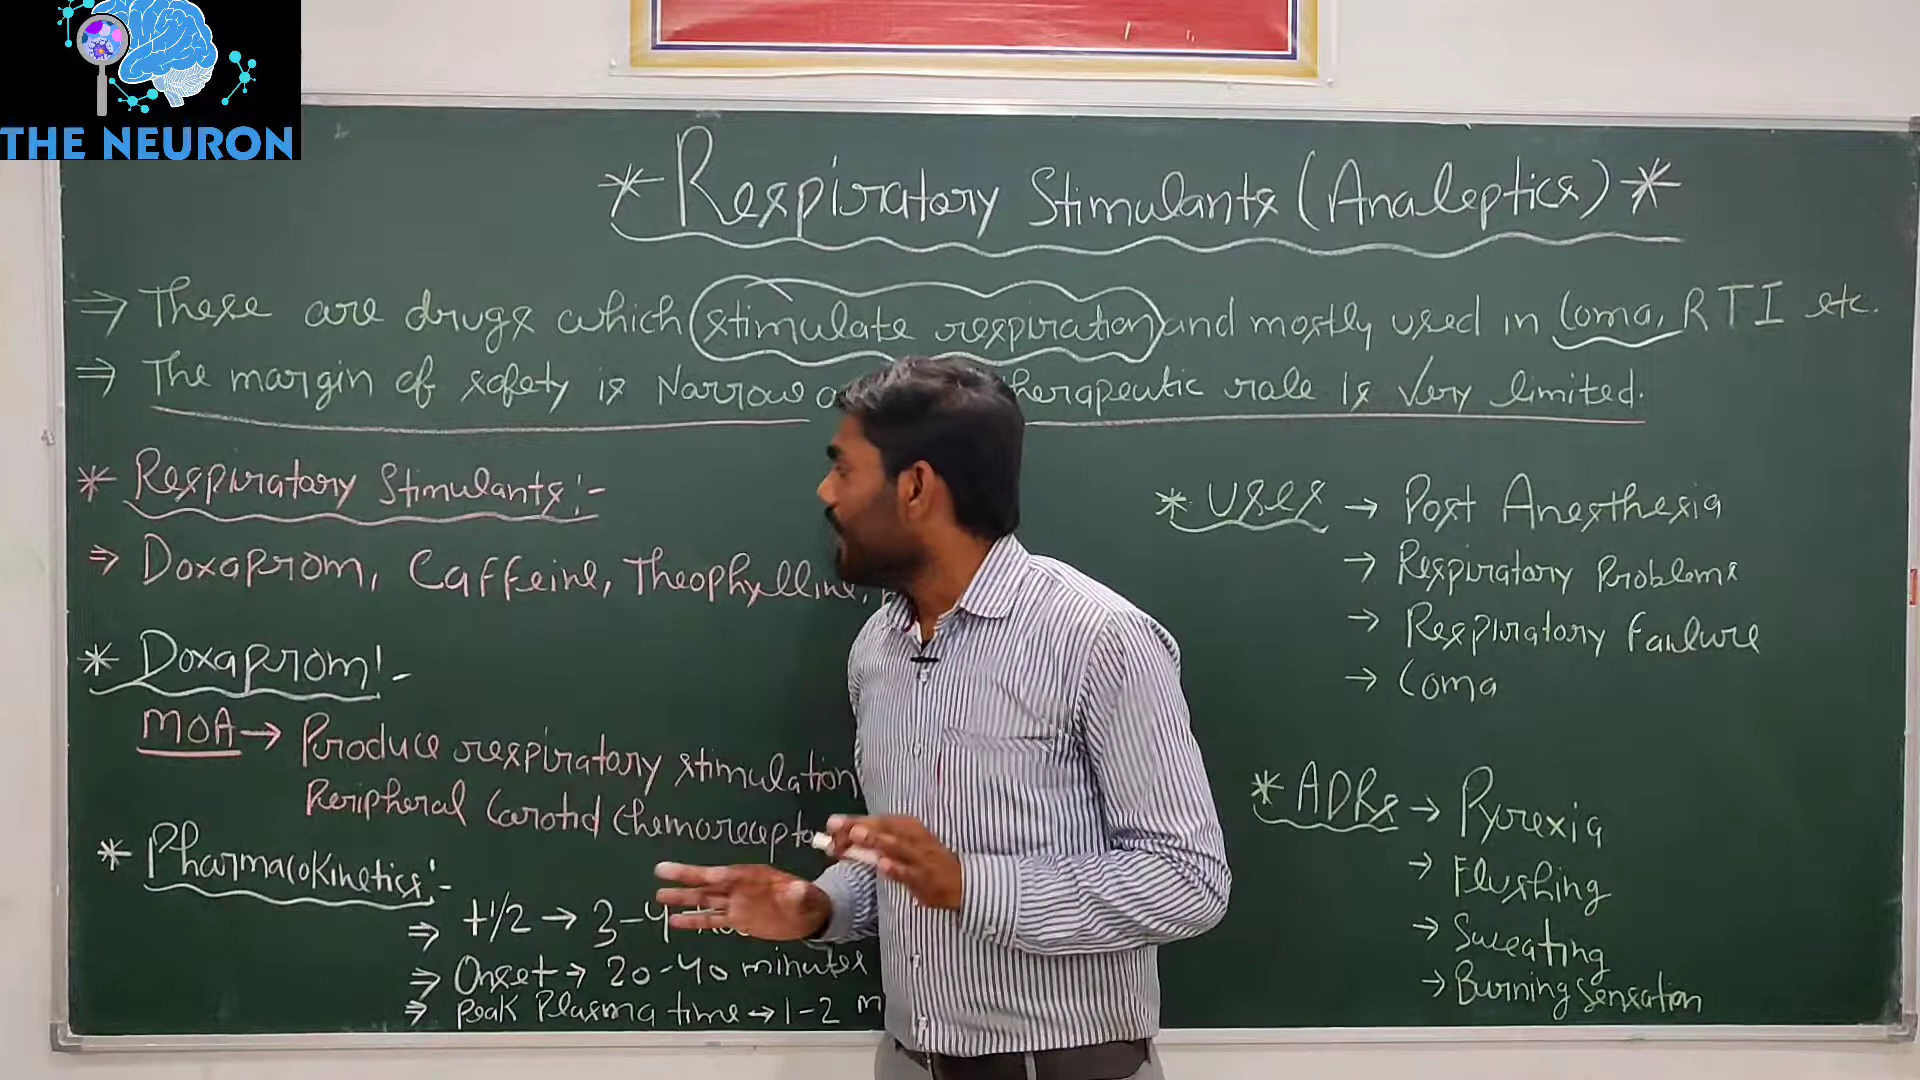 THE NEURON
* Respiratory Stimulants (Analeptics) *
⇒ These are drugs which stimulate respiration and mostly used in Coma, RTI etc.
⇒ The margin of safety is Narrow therapeutic role is Very limited.
* Respiratory Stimulants:-
⇒ Doxaprom, Caffeine, Theophylline,
* Doxaprom:-
MOA → Produce respiratory stimulation
Peripheral Carotid Chemorecepto
* Pharmacokinetics:-
⇒ t1/2 → 3-4
⇒ Onset → 20-40 minutes
⇒ Peak Plasma time → 1-2 m
* Uses → Post Anesthesia
→ Respiratory Problems
→ Respiratory Failure
→ Coma
* ADRs → Pyrexia
→ Flushing
→ Sweating
→ Burning Sensation